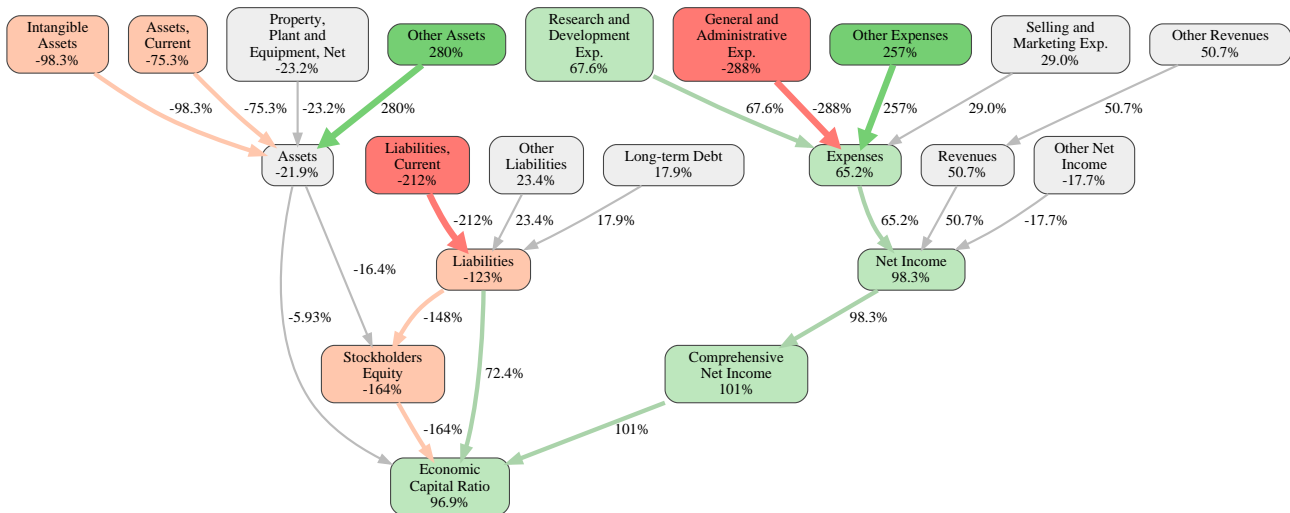 Intangible
Assets
-98.3%
Assets,
Current
-75.3%
Property,
Plant and
Equipment, Net
-23.2%
Other Assets
280%
Research and
Development
Exp.
67.6%
General and
Administrative
Exp.
-288%
Other Expenses
257%
Selling and
Marketing Exp.
29.0%
Other Revenues
50.7%
-98.3%
-75.3%
-23.2%
280%
67.6%
-288%
257%
29.0%
50.7%
Assets
-21.9%
Liabilities,
Current
-212%
Other
Liabilities
23.4%
Long-term Debt
17.9%
Expenses
65.2%
Revenues
50.7%
Other Net
Income
-17.7%
-212%
23.4%
17.9%
65.2%
50.7%
-17.7%
Liabilities
-123%
Net Income
98.3%
-16.4%
-5.93%
-148%
98.3%
Stockholders
Equity
-164%
72.4%
Comprehensive
Net Income
101%
-164%
101%
Economic
Capital Ratio
96.9%